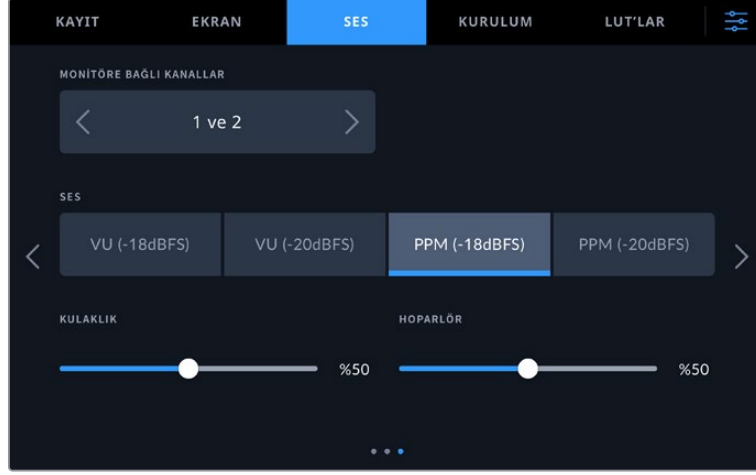 KAYIT EKRAN SES KURULUM LUT'LAR
MONİTÖRE BAĞLI KANALLAR
1 ve 2
SES
VU (-18dBFS) VU (-20dBFS) PPM (-18dBFS) PPM (-20dBFS)
KULAKLIK HOPARLÖR
%50 %50